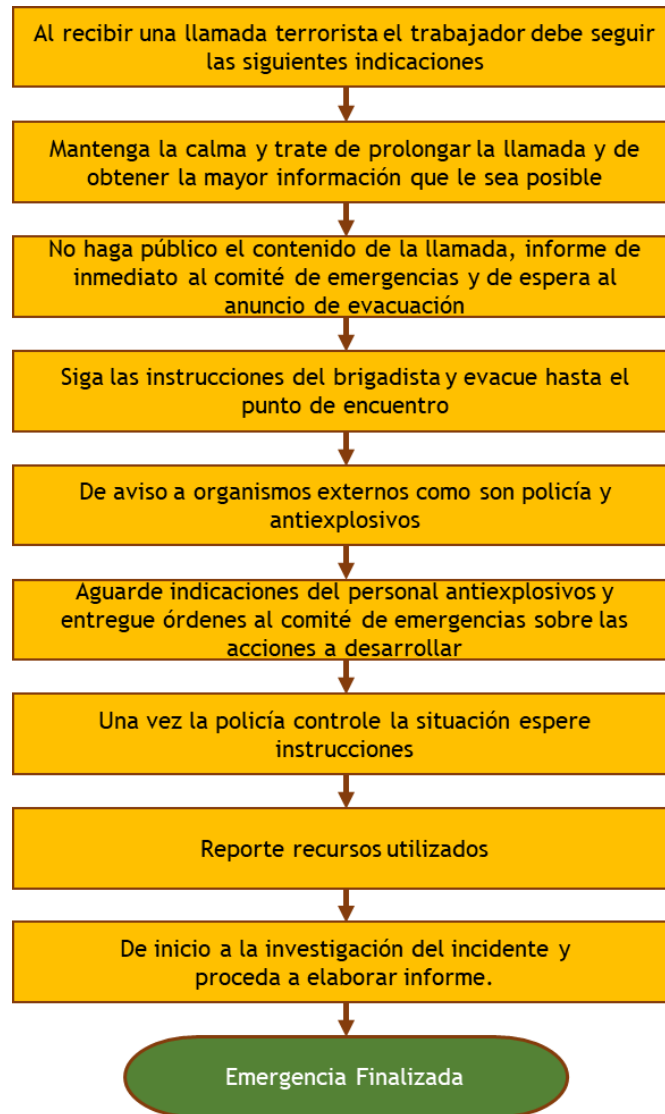 Al recibir una llamada terrorista el trabajador debe seguir
las siguientes indicaciones
Mantenga la calma y trate de prolongar la llamada y de
obtener la mayor información que le sea posible
No haga público el contenido de la llamada, informe de
inmediato al comité de emergencias y de espera al
anuncio de evacuación
Siga las instrucciones del brigadista y evacue hasta el
punto de encuentro
De aviso a organismos externos como son policía y
antiexplosivos
Aguarde indicaciones del personal antiexplosivos y
entregue órdenes al comité de emergencias sobre las
acciones a desarrollar
Una vez la policía controle la situación espere
instrucciones
Reporte recursos utilizados
De inicio a la investigación del incidente y
proceda a elaborar informe.
Emergencia Finalizada